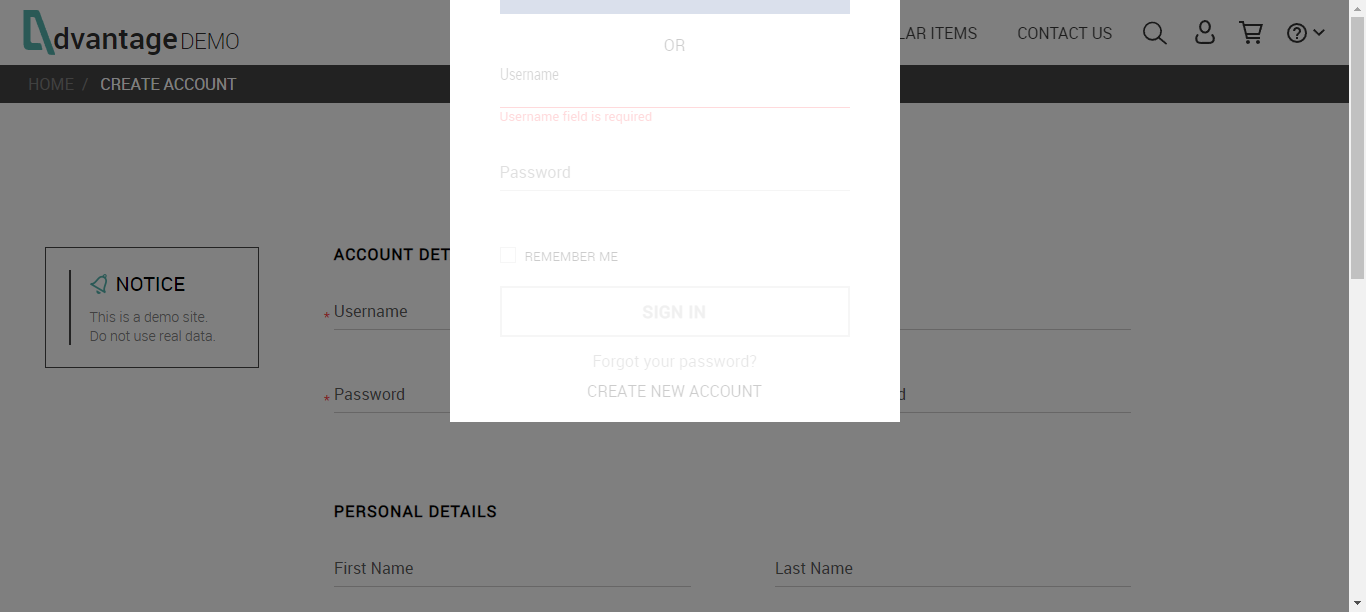 dvantage DEMO
LAR ITEMS
CONTACT US
HOME / CREATE ACCOUNT
OR
Username
Username field is required
Password
REMEMBER ME
SIGN IN
Forgot your password?
CREATE NEW ACCOUNT
NOTICE
This is a demo site.
Do not use real data.
ACCOUNT DET
* Username
* Password
d
PERSONAL DETAILS
First Name
Last Name